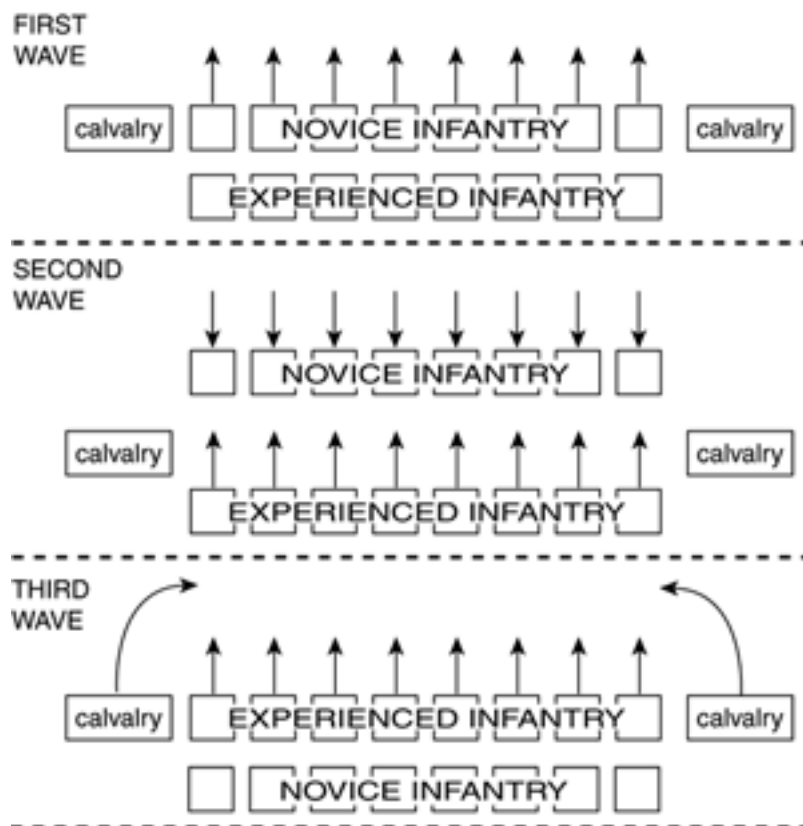 FIRST
WAVE
calvalry NOVICE INFANTRY calvalry
EXPERIENCED INFANTRY
SECOND
WAVE
NOVICE INFANTRY
calvalry calvalry
EXPERIENCED INFANTRY
THIRD
WAVE
calvalry EXPERIENCED INFANTRY calvalry
NOVICE INFANTRY